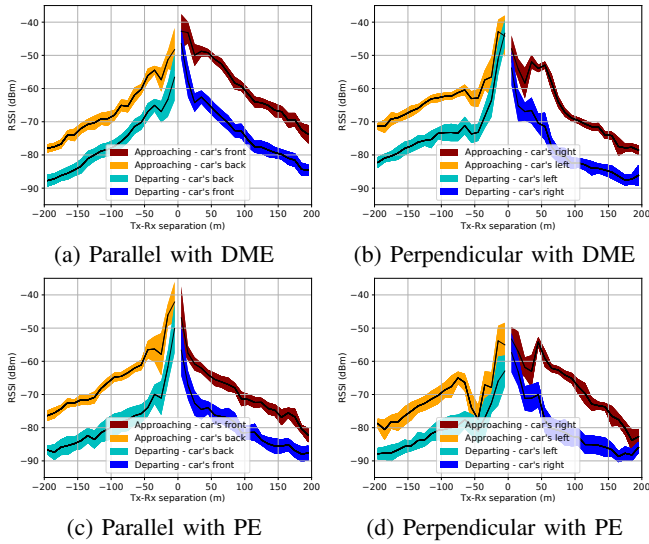 −40
−50
−60
−70
−80
−90
RSSI (dBm)
Approaching - car's front
Approaching - car's back
Departing - car's back
Departing - car's front
−200 −150 −100 −50 0 50 100 150 200
Tx-Rx separation (m)
(a) Parallel with DME
−40
−50
−60
−70
−80
−90
RSSI (dBm)
Approaching - car's right
Approaching - car's left
Departing - car's left
Departing - car's right
−200 −150 −100 −50 0 50 100 150 200
Tx-Rx separation (m)
(b) Perpendicular with DME
−40
−50
−60
−70
−80
−90
RSSI (dBm)
Approaching - car's front
Approaching - car's back
Departing - car's back
Departing - car's front
−200 −150 −100 −50 0 50 100 150 200
Tx-Rx separation (m)
(c) Parallel with PE
−40
−50
−60
−70
−80
−90
RSSI (dBm)
Approaching - car's right
Approaching - car's left
Departing - car's left
Departing - car's right
−200 −150 −100 −50 0 50 100 150 200
Tx-Rx separation (m)
(d) Perpendicular with PE